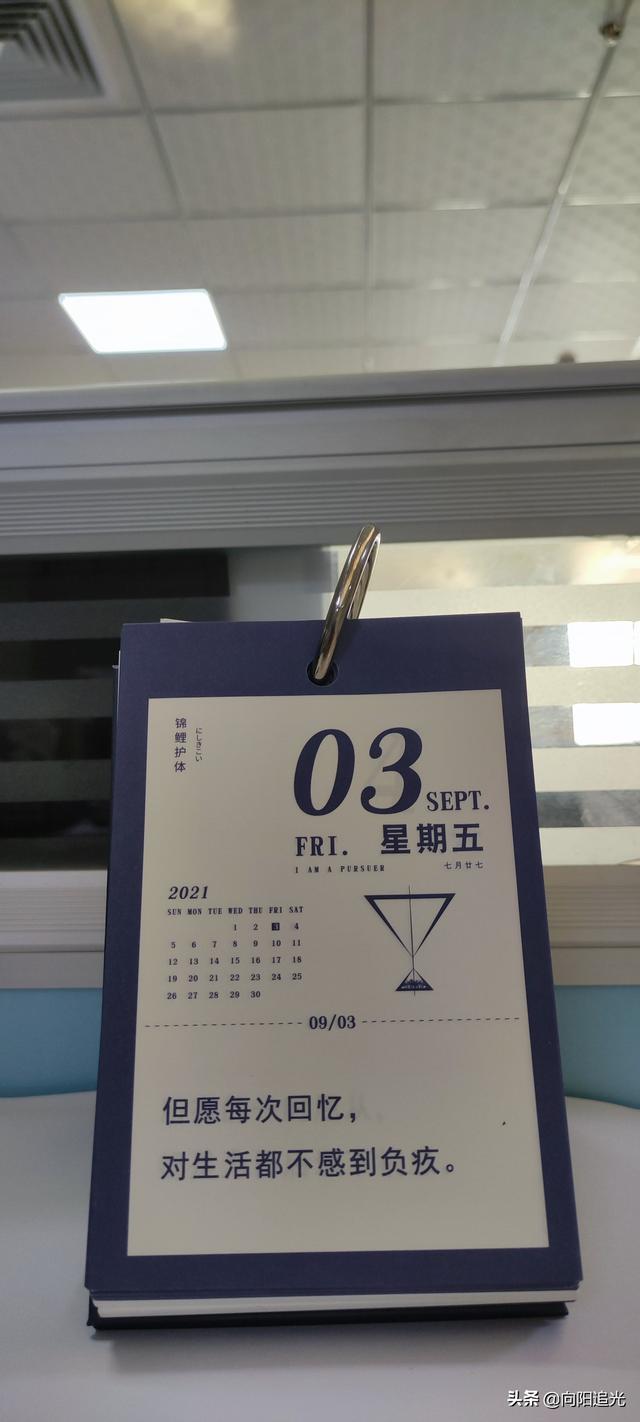 锦鲤护体
にしきこい
03
SEPT.
FRI. 星期五
I AM A PURSUER
七月廿七
2021
SUN MON TUE WED THU FRI SAT
1 2 3 4
5 6 7 8 9 10 11
12 13 14 15 16 17 18
19 20 21 22 23 24 25
26 27 28 29 30
09/03
但愿每次回忆，
对生活都不感到负疚。
头条 @向阳追光